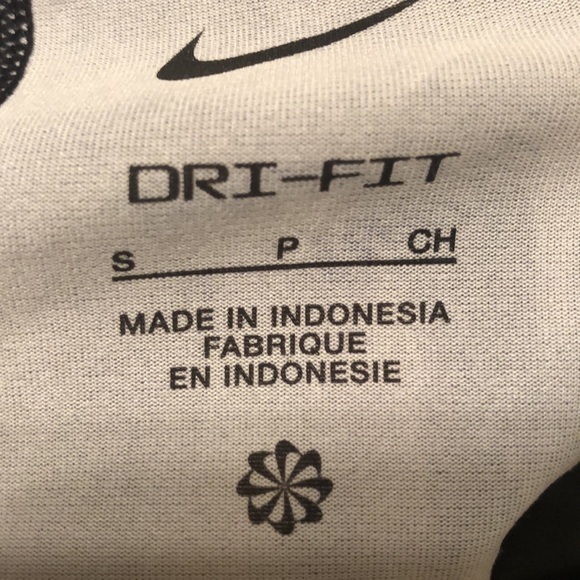 DRI-FIT
S P CH
MADE IN INDONESIA
FABRIQUE
EN INDONESIE